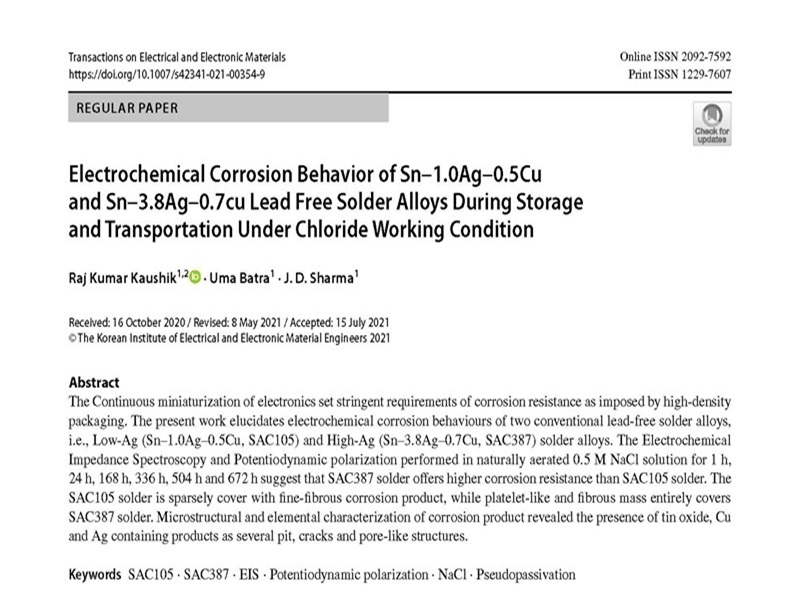 Transactions on Electrical and Electronic Materials
https://doi.org/10.1007/s42341-021-00354-9
Online ISSN 2092-7592
Print ISSN 1229-7607
REGULAR PAPER
Check for
updates
Electrochemical Corrosion Behavior of Sn–1.0Ag–0.5Cu
and Sn–3.8Ag–0.7cu Lead Free Solder Alloys During Storage
and Transportation Under Chloride Working Condition
Raj Kumar Kaushik1,2 iD · Uma Batra1 · J. D. Sharma1
Received: 16 October 2020 / Revised: 8 May 2021 / Accepted: 15 July 2021
© The Korean Institute of Electrical and Electronic Material Engineers 2021
Abstract
The Continuous miniaturization of electronics set stringent requirements of corrosion resistance as imposed by high-density
packaging. The present work elucidates electrochemical corrosion behaviours of two conventional lead-free solder alloys,
i.e., Low-Ag (Sn–1.0Ag–0.5Cu, SAC105) and High-Ag (Sn–3.8Ag–0.7Cu, SAC387) solder alloys. The Electrochemical
Impedance Spectroscopy and Potentiodynamic polarization performed in naturally aerated 0.5 M NaCl solution for 1 h,
24 h, 168 h, 336 h, 504 h and 672 h suggest that SAC387 solder offers higher corrosion resistance than SAC105 solder. The
SAC105 solder is sparsely cover with fine-fibrous corrosion product, while platelet-like and fibrous mass entirely covers
SAC387 solder. Microstructural and elemental characterization of corrosion product revealed the presence of tin oxide, Cu
and Ag containing products as several pit, cracks and pore-like structures.
Keywords SAC105 · SAC387 · EIS · Potentiodynamic polarization · NaCl · Pseudopassivation